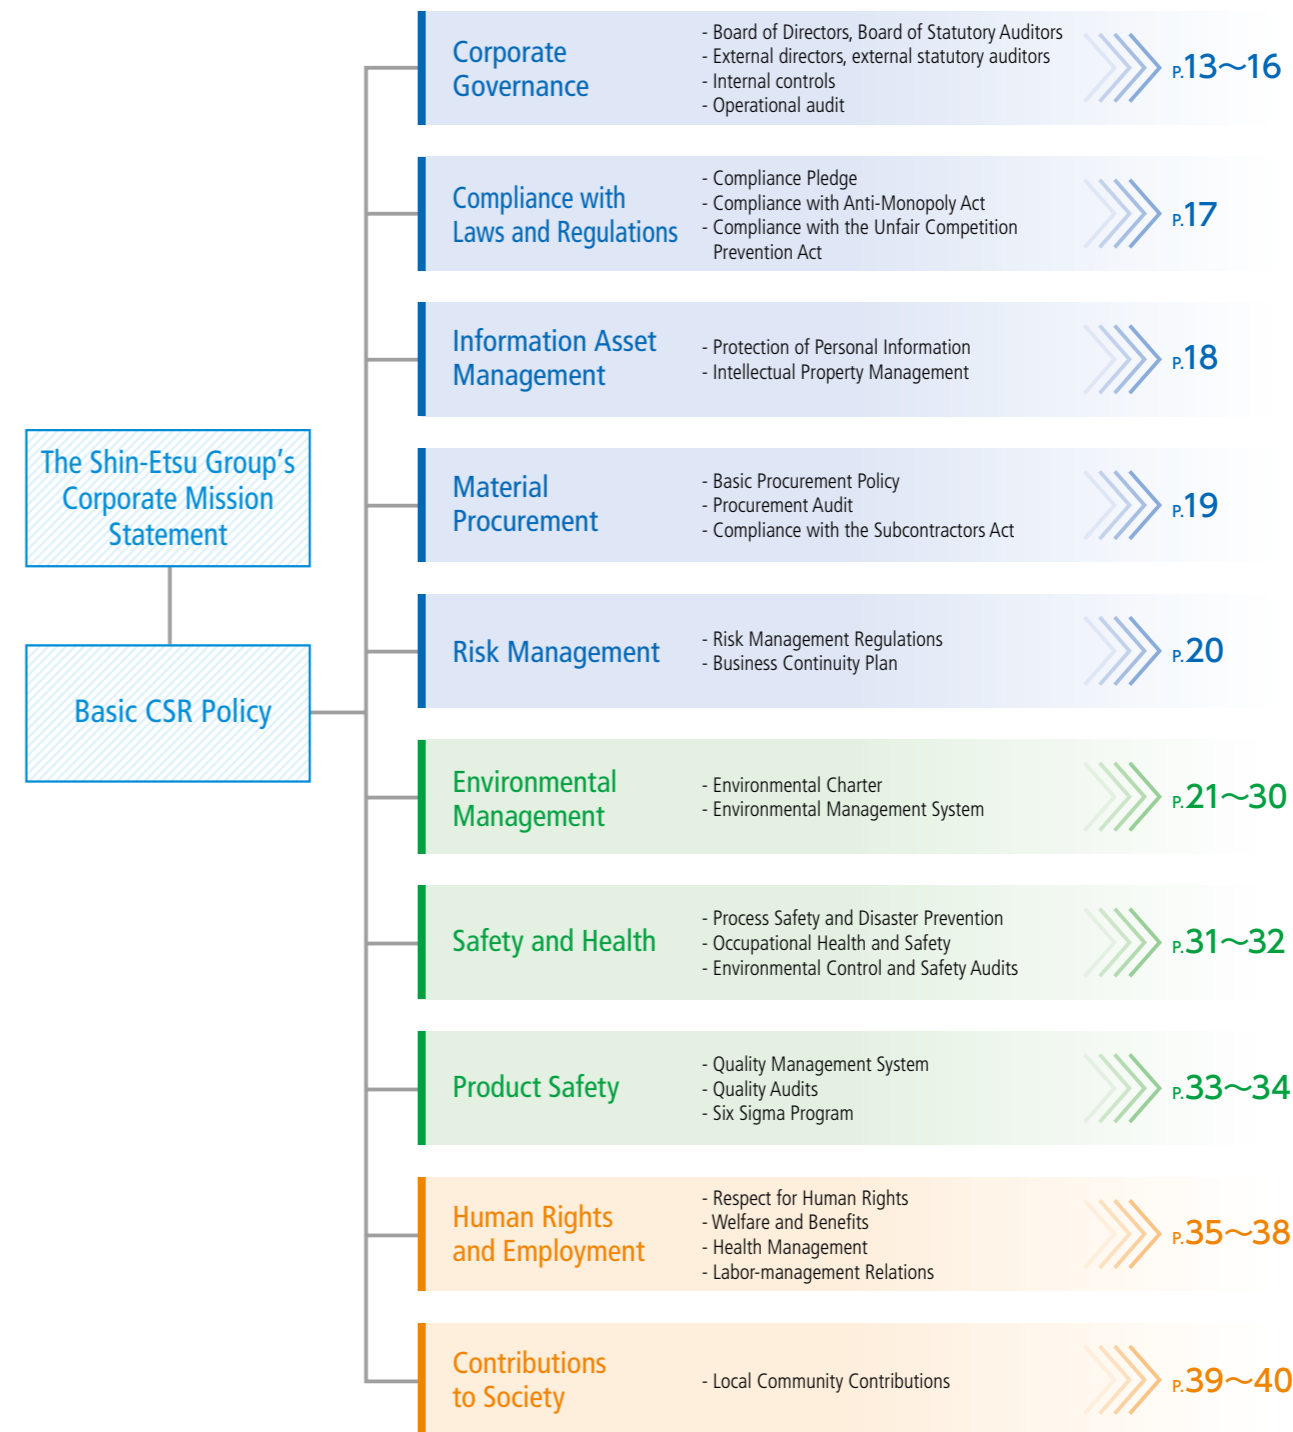 The Shin-Etsu Group’s
Corporate Mission
Statement
Basic CSR Policy
Corporate
Governance
- Board of Directors, Board of Statutory Auditors
- External directors, external statutory auditors
- Internal controls
- Operational audit
P.13～16
Compliance with
Laws and Regulations
- Compliance Pledge
- Compliance with Anti-Monopoly Act
- Compliance with the Unfair Competition
Prevention Act
P.17
Information Asset
Management
- Protection of Personal Information
- Intellectual Property Management
P.18
Material
Procurement
- Basic Procurement Policy
- Procurement Audit
- Compliance with the Subcontractors Act
P.19
Risk Management
- Risk Management Regulations
- Business Continuity Plan
P.20
Environmental
Management
- Environmental Charter
- Environmental Management System
P.21～30
Safety and Health
- Process Safety and Disaster Prevention
- Occupational Health and Safety
- Environmental Control and Safety Audits
P.31～32
Product Safety
- Quality Management System
- Quality Audits
- Six Sigma Program
P.33～34
Human Rights
and Employment
- Respect for Human Rights
- Welfare and Benefits
- Health Management
- Labor-management Relations
P.35～38
Contributions
to Society
- Local Community Contributions
P.39～40